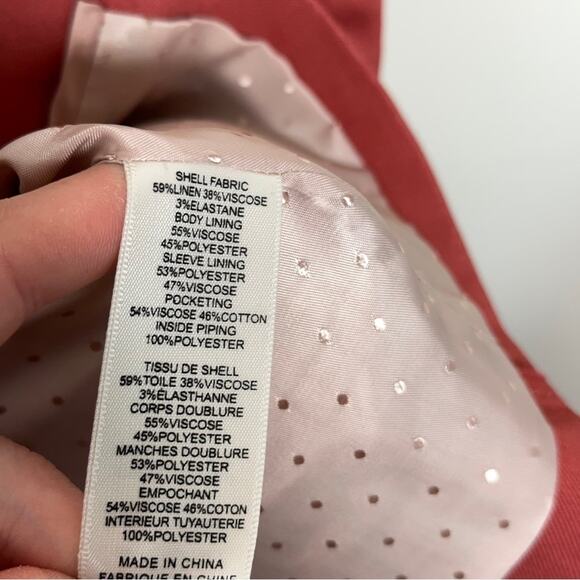 SHELL FABRIC
59%LINEN 38%VISCOSE
3%ELASTANE
BODY LINING
55%VISCOSE
45%POLYESTER
SLEEVE LINING
53%POLYESTER
47%VISCOSE
POCKETING
54%VISCOSE 46%COTTON
INSIDE PIPING
100%POLYESTER
TISSU DE SHELL
59%TOILE 38%VISCOSE
3%ÉLASTHANNE
CORPS DOUBLURE
55%VISCOSE
45%POLYESTER
MANCHES DOUBLURE
53%POLYESTER
47%VISCOSE
EMPOCHANT
54%VISCOSE 46%COTON
INTERIEUR TUYAUTERIE
100%POLYESTER
MADE IN CHINA
FABRIQUE EN CHINE